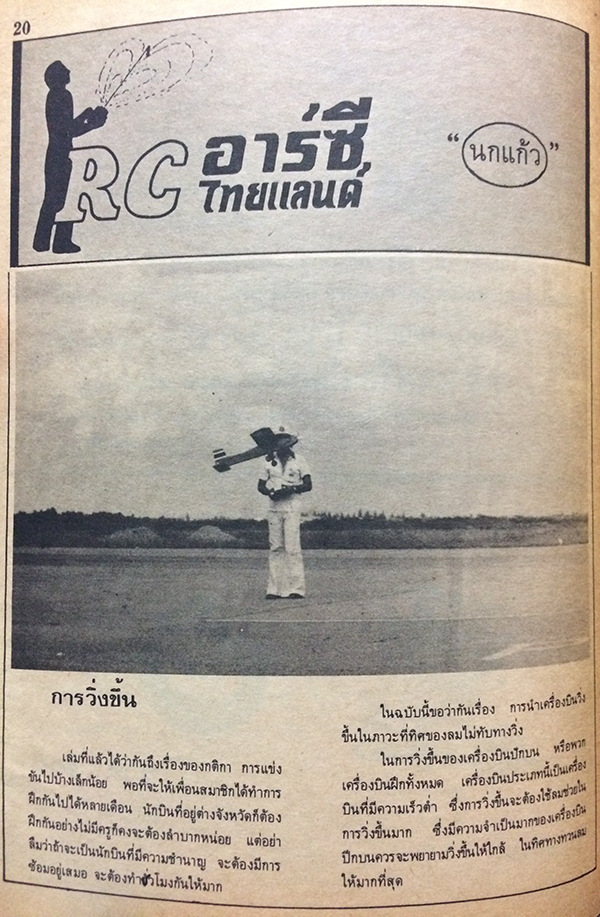 20
RC อาร์ซี
ไทยแลนด์
“นกแก้ว”
การวิ่งขึ้น
เล่มที่แล้วได้ว่ากันถึงเรื่องของกติกา การแข่ง
ขันไปบ้างเล็กน้อย พอที่จะให้เพื่อนสมาชิกได้ทำการ
ฝึกกันไปได้หลายเดือน นักบินที่อยู่ต่างจังหวัดก็ต้อง
ฝึกกันอย่างไม่มีครูก็คงจะต้องลำบากหน่อย แต่อย่า
ลืมว่าถ้าจะเป็นนักบินที่มีความชำนาญ จะต้องมีการ
ซ้อมอยู่เสมอ จะต้องทำชั่วโมงกันให้มาก
ในฉบับนี้ขอว่ากันเรื่อง การนำเครื่องบินวิ่ง
ขึ้นในภาวะที่ทิศของลมไม่ทับทางวิ่ง
ในการวิ่งขึ้นของเครื่องบินปีกบน หรือพวก
เครื่องบินฝึกทั้งหมด เครื่องบินประเภทนี้เป็นเครื่อง
บินที่มีความเร็วต่ำ ซึ่งการวิ่งขึ้นจะต้องใช้ลมช่วยใน
การวิ่งขึ้นมาก ซึ่งมีความจำเป็นมากของเครื่องบิน
ปีกบนควรจะพยายามวิ่งขึ้นให้ใกล้ ในทิศทางทวนลม
ให้มากที่สุด